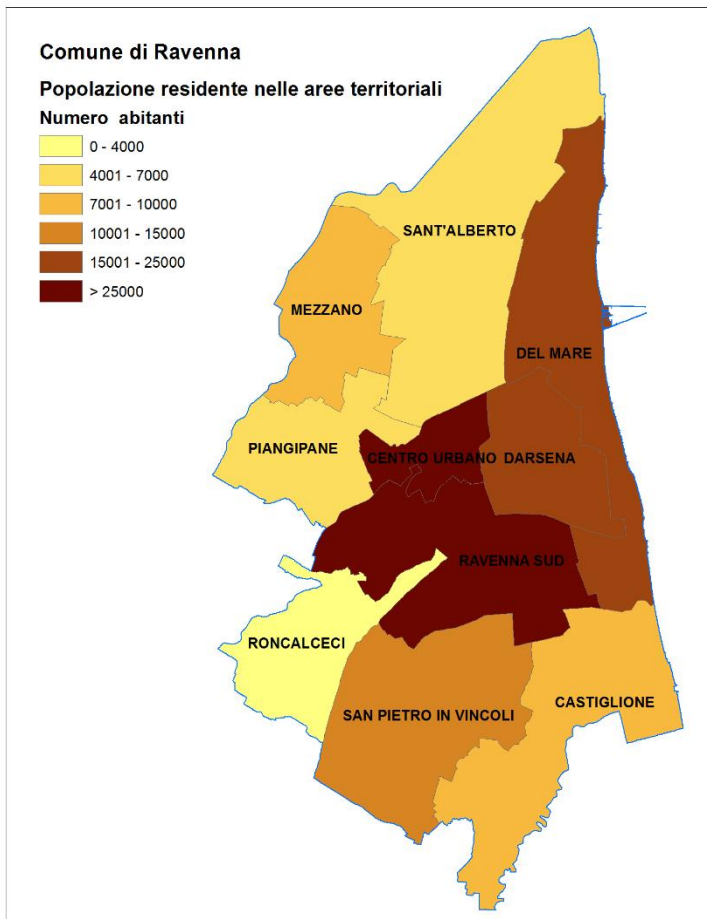 Comune di Ravenna
Popolazione residente nelle aree territoriali
Numero abitanti
0 - 4000
4001 - 7000
7001 - 10000
10001 - 15000
15001 - 25000
> 25000
SANT'ALBERTO
MEZZANO
DEL MARE
PIANGIPANE
CENTRO URBANO
DARSENA
RAVENNA SUD
RONCALCECI
CASTIGLIONE
SAN PIETRO IN VINCOLI